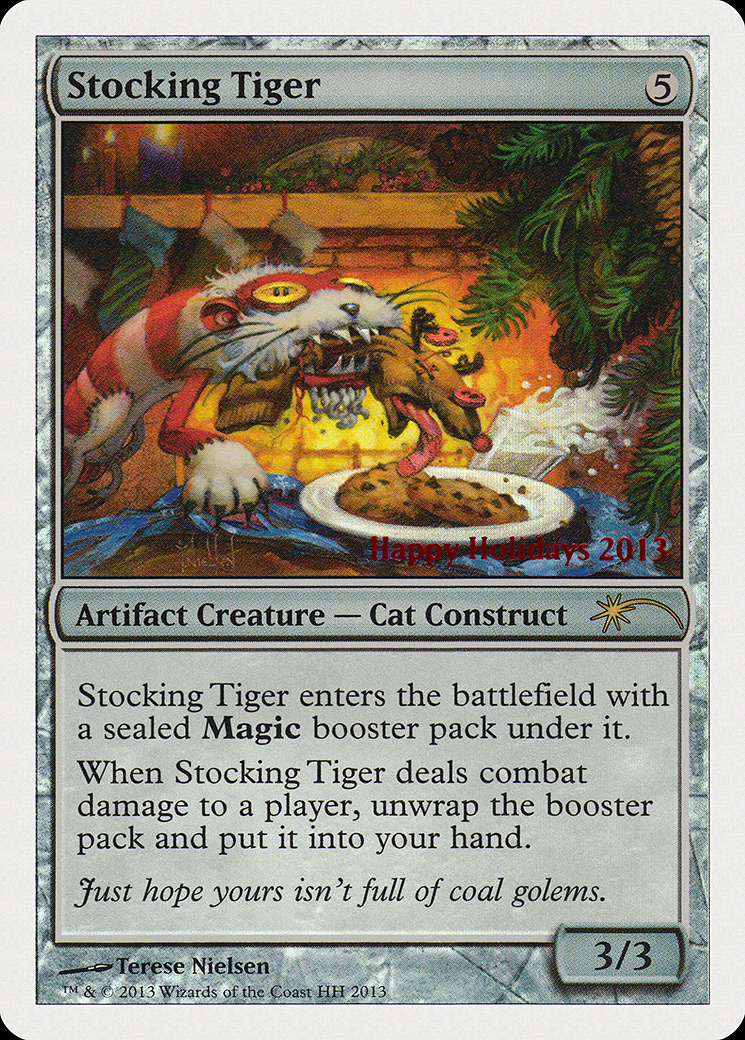 Stocking Tiger
5
Happy Holidays 2013
Artifact Creature — Cat Construct
Stocking Tiger enters the battlefield with
a sealed Magic booster pack under it.
When Stocking Tiger deals combat
damage to a player, unwrap the booster
pack and put it into your hand.
Just hope yours isn't full of coal golems.
3/3
Terese Nielsen
™ & © 2013 Wizards of the Coast HH 2013